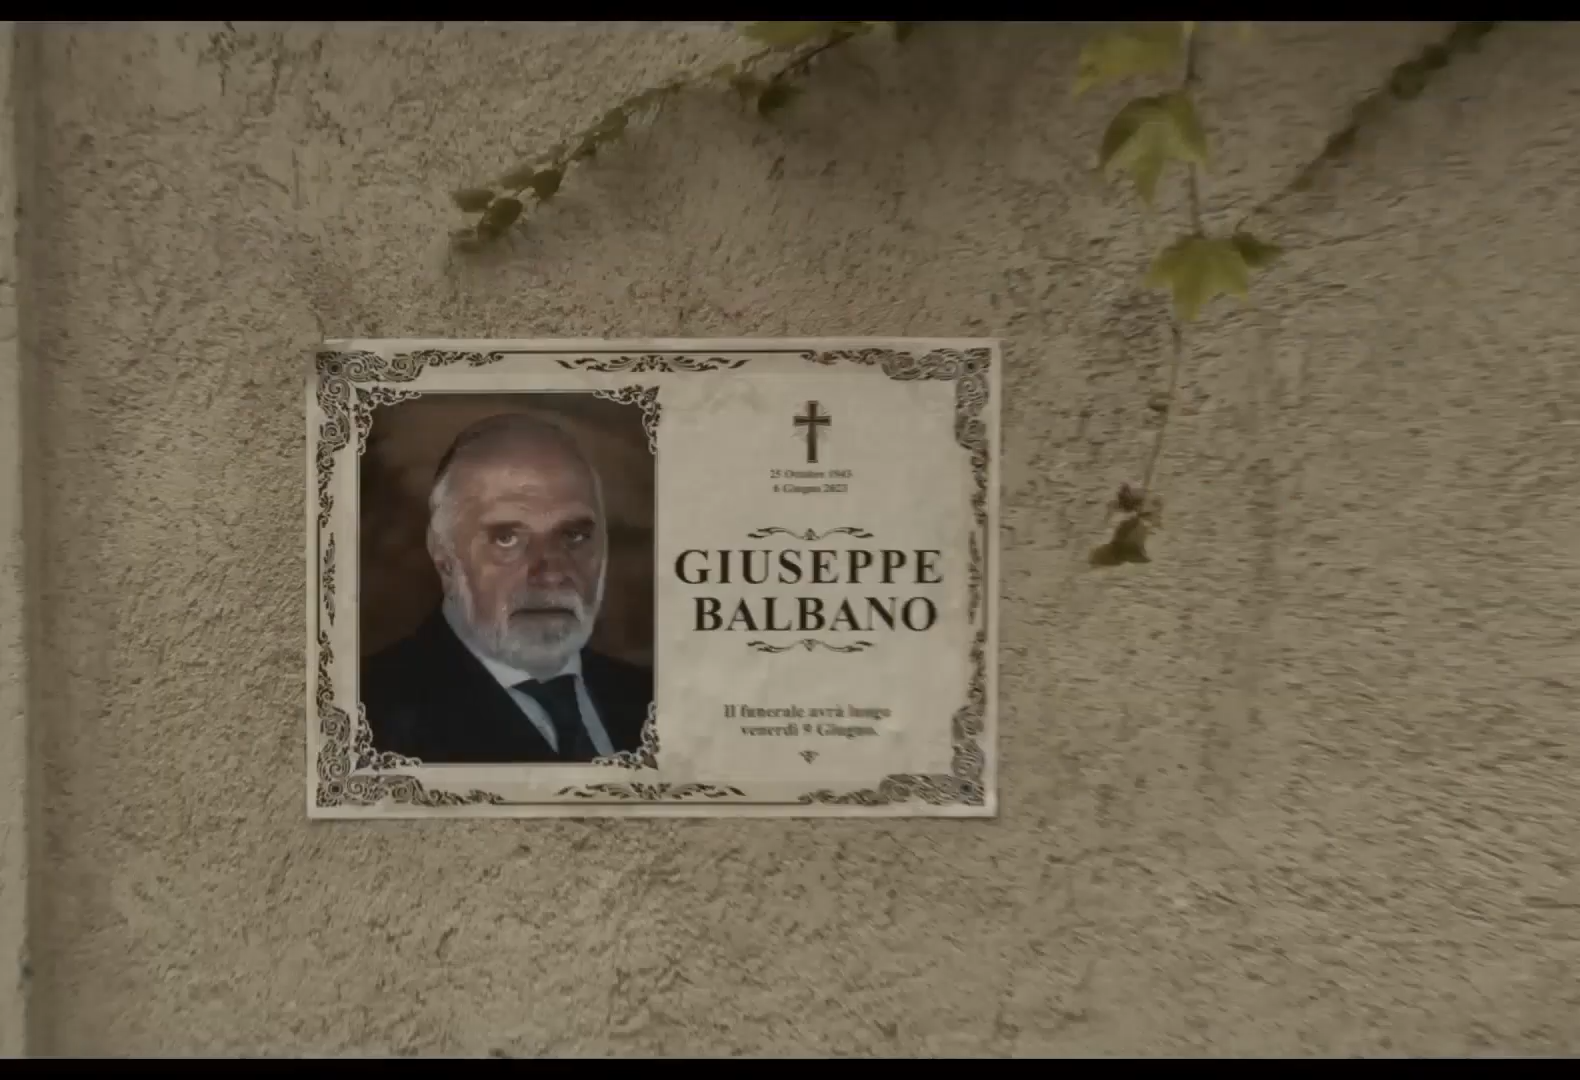 25 Ottobre 1943
6 Giugno 2023
GIUSEPPE
BALBANO
Il funerale avrà luogo
venerdì 9 Giugno.